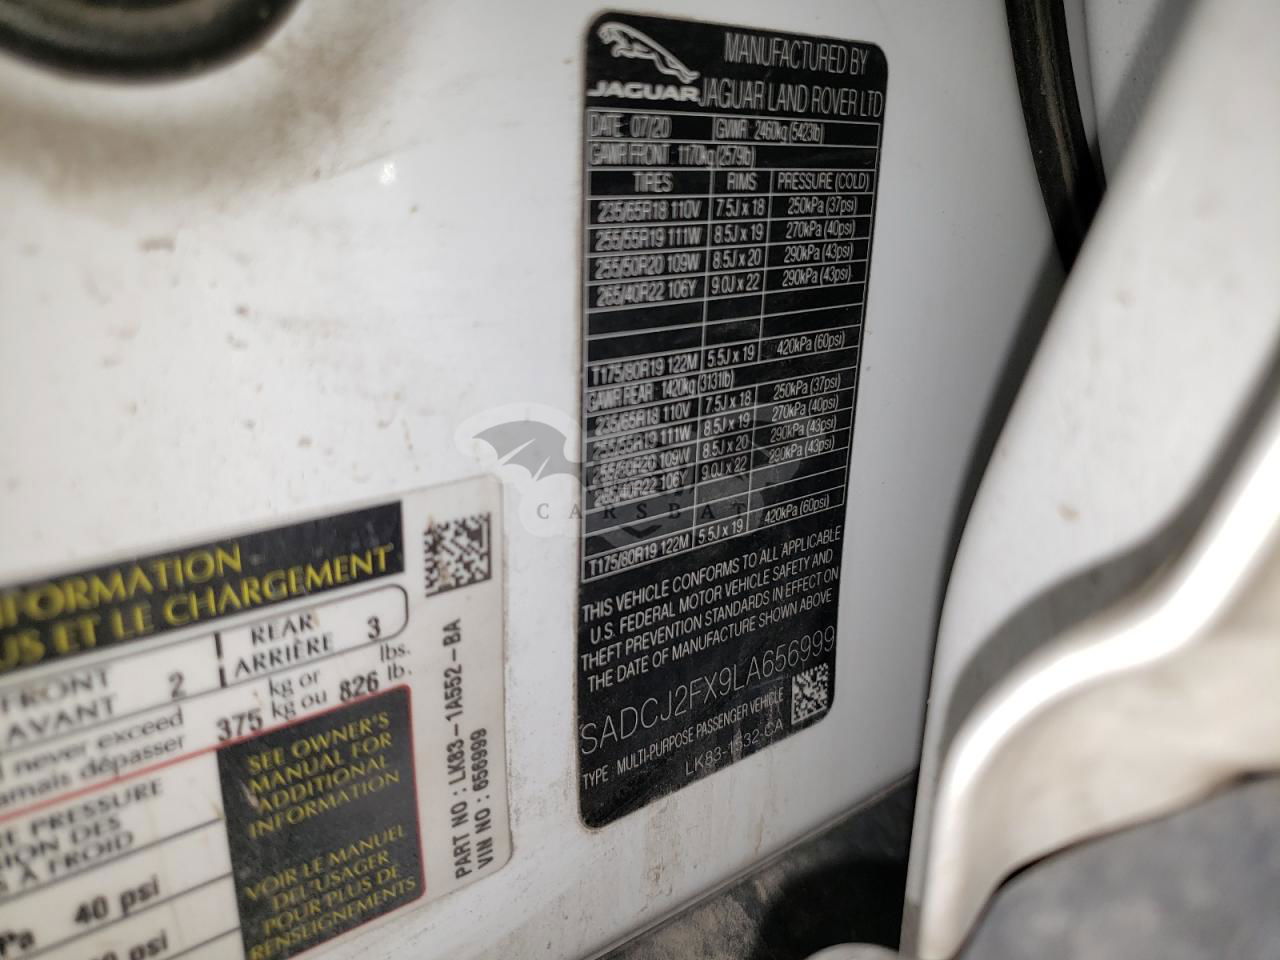 MANUFACTURED BY
JAGUAR JAGUAR LAND ROVER LTD
DATE 07/20 GVWR 2460kg (5423lb)
GAWR FRONT 1170kg (2579lb)
TIRES RIMS PRESSURE (COLD)
235/65R18 110V 7.5J x 18 250kPa (37psi)
255/55R19 111W 8.5J x 19 270kPa (40psi)
255/50R20 109W 8.5J x 20 290kPa (43psi)
265/40R22 106Y 9.0J x 22 290kPa (43psi)
T175/80R19 122M 5.5J x 19 420kPa (60psi)
GAWR REAR 1420kg (3131lb)
235/65R18 110V 7.5J x 18 250kPa (37psi)
255/55R19 111W 8.5J x 19 270kPa (40psi)
255/50R20 109W 8.5J x 20 290kPa (43psi)
265/40R22 106Y 9.0J x 22 290kPa (43psi)
T175/80R19 122M 5.5J x 19 420kPa (60psi)
THIS VEHICLE CONFORMS TO ALL APPLICABLE
U.S. FEDERAL MOTOR VEHICLE SAFETY AND
THEFT PREVENTION STANDARDS IN EFFECT ON
THE DATE OF MANUFACTURE SHOWN ABOVE
SADCJ2FX9LA656999
TYPE : MULTI-PURPOSE PASSENGER VEHICLE
LK83-1532-CA
CARSBAT
NFORMATION
US ET LE CHARGEMENT
FRONT 2 REAR 3
AVANT ARRIÈRE
never exceed 375 kg or 826 lbs.
amais dépasser kg ou lb.
PRESSURE
ION DES
À FROID
40 psi
Pa
psi
SEE OWNER'S
MANUAL FOR
ADDITIONAL
INFORMATION
VOIR LE MANUEL
DE L'USAGER
POUR PLUS DE
RENSEIGNEMENTS
PART NO : LK83-1A552-BA
VIN NO : 656999